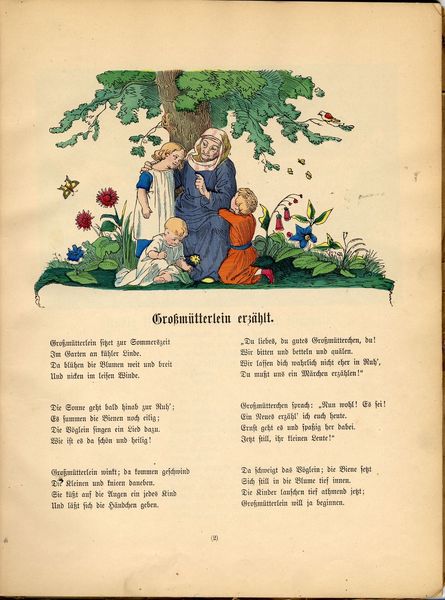 Großmütterlein erzählt.
Großmütterlein sitzet zur Sommerszeit
Im Garten an kühler Linde.
Da blühen die Blumen weit und breit
Und nicken im leisen Winde.
Die Sonne geht bald hinab zur Ruh';
Es summen die Bienen noch eilig;
Die Vöglein singen ein Lied dazu.
Wie ist es da schön und heilig!
Großmütterlein winkt; da kommen geschwind
Die Kleinen und knieen daneben.
Sie küßt auf die Augen ein jedes Kind
Und läßt sich die Händchen geben.
„Du liebes, du gutes Großmütterchen, du!
Wir bitten und betteln und quälen.
Wir lassen dich wahrlich nicht eher in Ruh',
Du mußt uns ein Märchen erzählen!"
Großmütterchen sprach: „Nun wohl! Es sei!
Ein Neues erzähl' ich euch heute.
Ernst geht es und spaßig her dabei.
Jetzt still, ihr kleinen Leute!"
Da schweigt das Vöglein; die Biene setzt
Sich still in die Blume tief innen.
Die Kinder lauschen tief athmend jetzt;
Großmütterlein will ja beginnen.
(2)